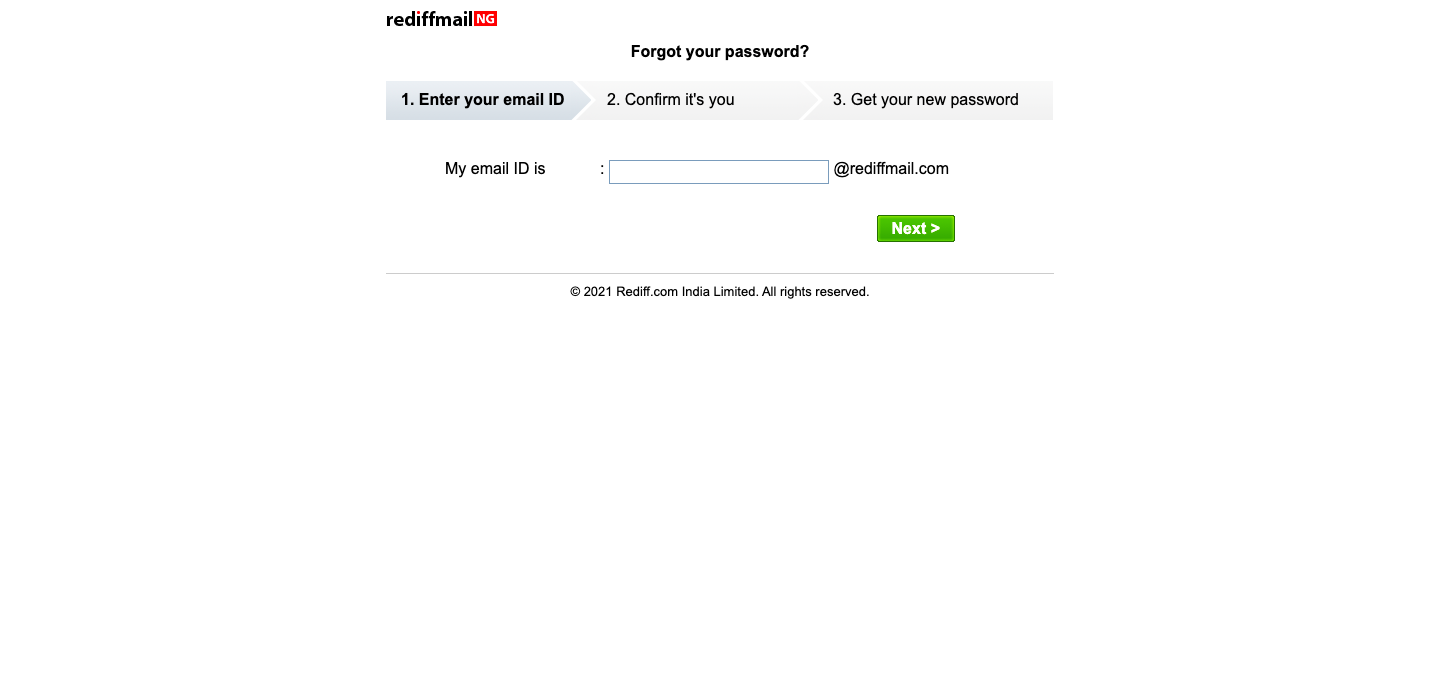 rediffmail NG
Forgot your password?
1. Enter your email ID 2. Confirm it's you 3. Get your new password
My email ID is : @rediffmail.com
Next >
© 2021 Rediff.com India Limited. All rights reserved.